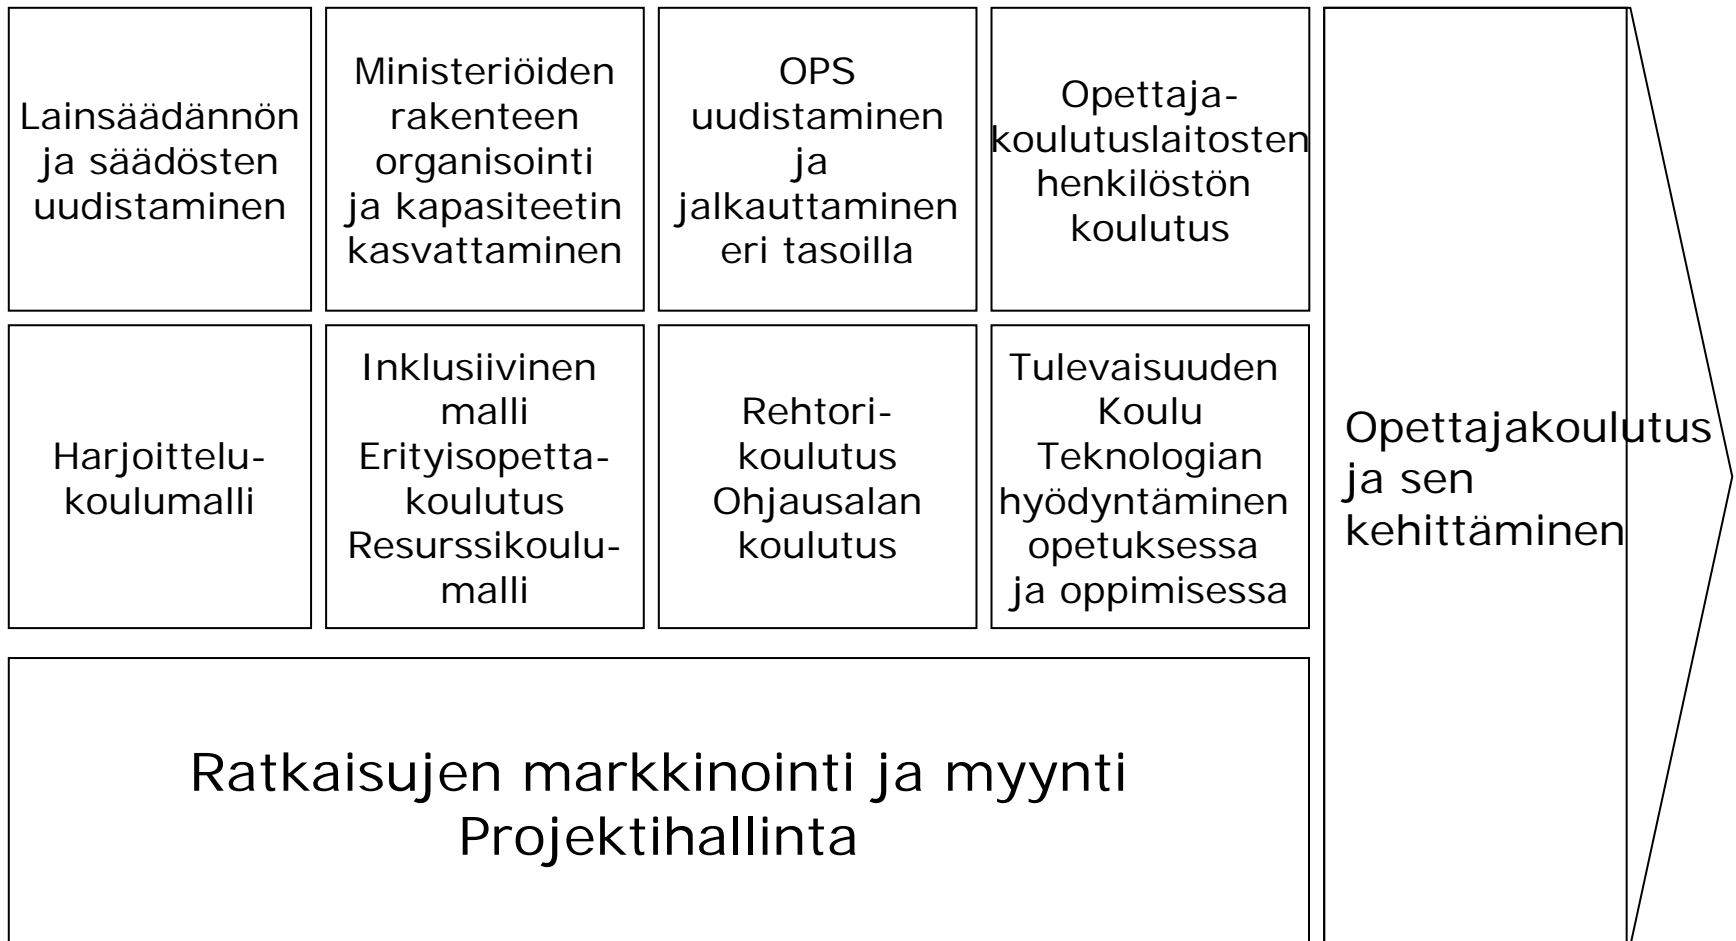 Lainsäädännön
ja säädösten
uudistaminen
Ministeriöiden
rakenteen
organisointi
ja kapasiteetin
kasvattaminen
OPS
uudistaminen
ja
jalkauttaminen
eri tasoilla
Opettaja-
koulutuslaitosten
henkilöstön
koulutus
Harjoittelu-
koulumalli
Inklusiivinen
malli
Erityisopetta-
koulutus
Resurssikoulu-
malli
Rehtori-
koulutus
Ohjausalan
koulutus
Tulevaisuuden
Koulu
Teknologian
hyödyntäminen
opetuksessa
ja oppimisessa
Opettajakoulutus
ja sen
kehittäminen
Ratkaisujen markkinointi ja myynti
Projektihallinta